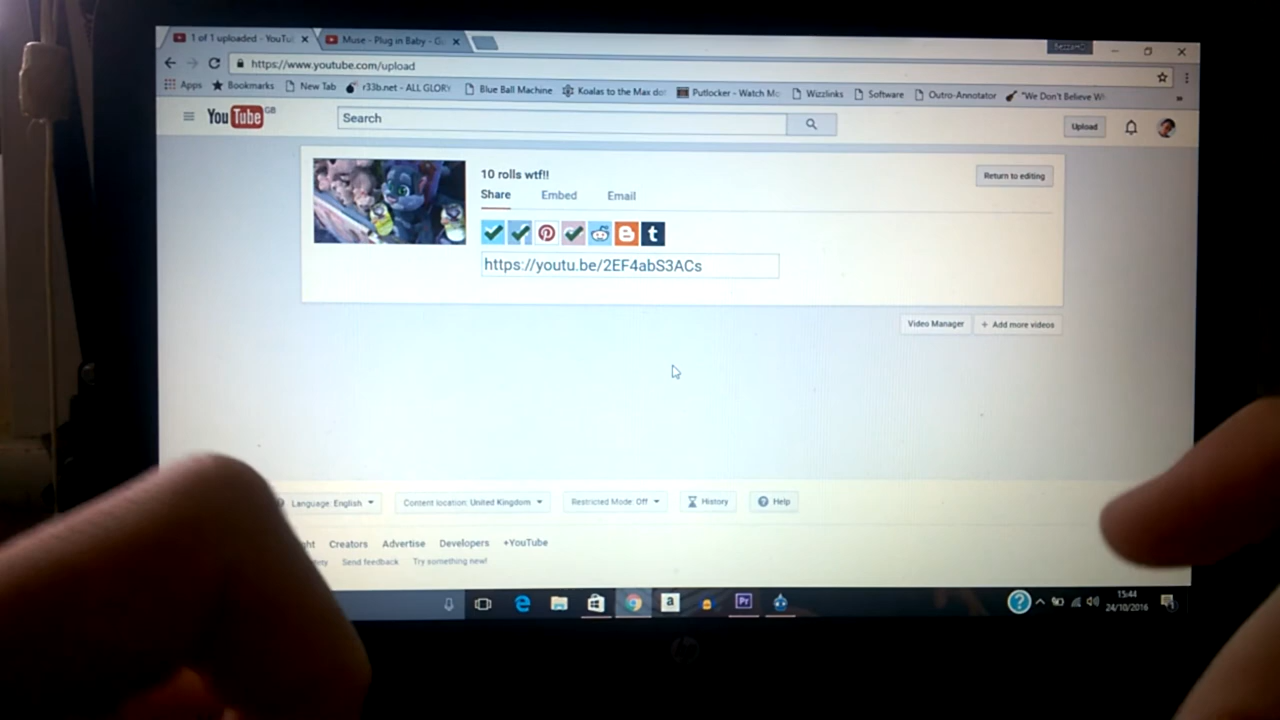 1 of 1 uploaded - YouTu Muse - Plug in Baby - G
https://www.youtube.com/upload
Apps Bookmarks New Tab r33b.net - ALL GLORY Blue Ball Machine Koalas to the Max do Putlocker - Watch Mo Wizzlinks Software Outro-Annotator "We Don't Believe W »
YouTube GB Search Upload
10 rolls wtf!! Return to editing
Share Embed Email
https://youtu.be/2EF4abS3ACs
Video Manager + Add more videos
Language: English Content location: United Kingdom Restricted Mode: Off History Help
ht Creators Advertise Developers +YouTube
Send feedback Try something new!
15:44
24/10/2016